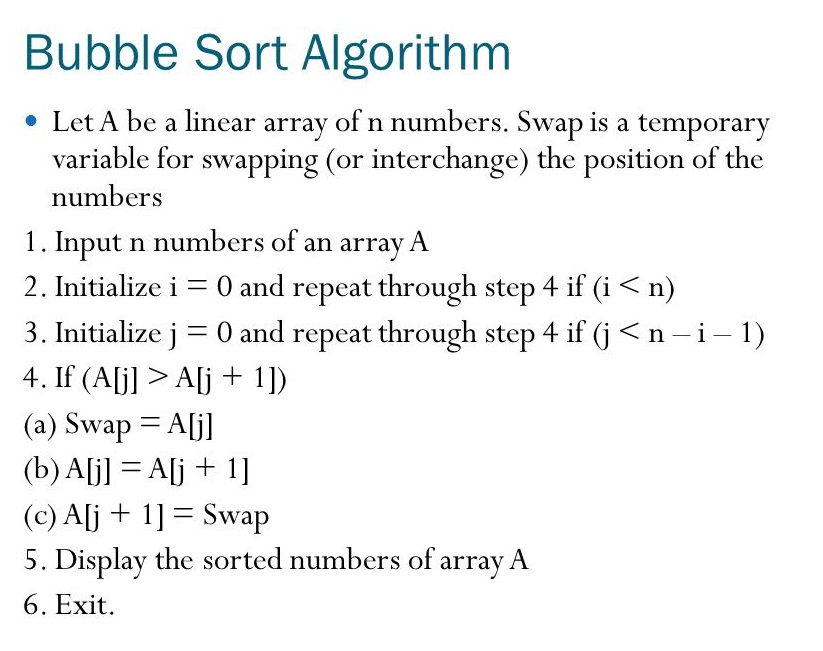 Bubble Sort Algorithm
• Let A be a linear array of n numbers. Swap is a temporary
variable for swapping (or interchange) the position of the
numbers
1. Input n numbers of an array A
2. Initialize i = 0 and repeat through step 4 if (i < n)
3. Initialize j = 0 and repeat through step 4 if (j < n – i – 1)
4. If (A[j] > A[j + 1])
(a) Swap = A[j]
(b) A[j] = A[j + 1]
(c) A[j + 1] = Swap
5. Display the sorted numbers of array A
6. Exit.